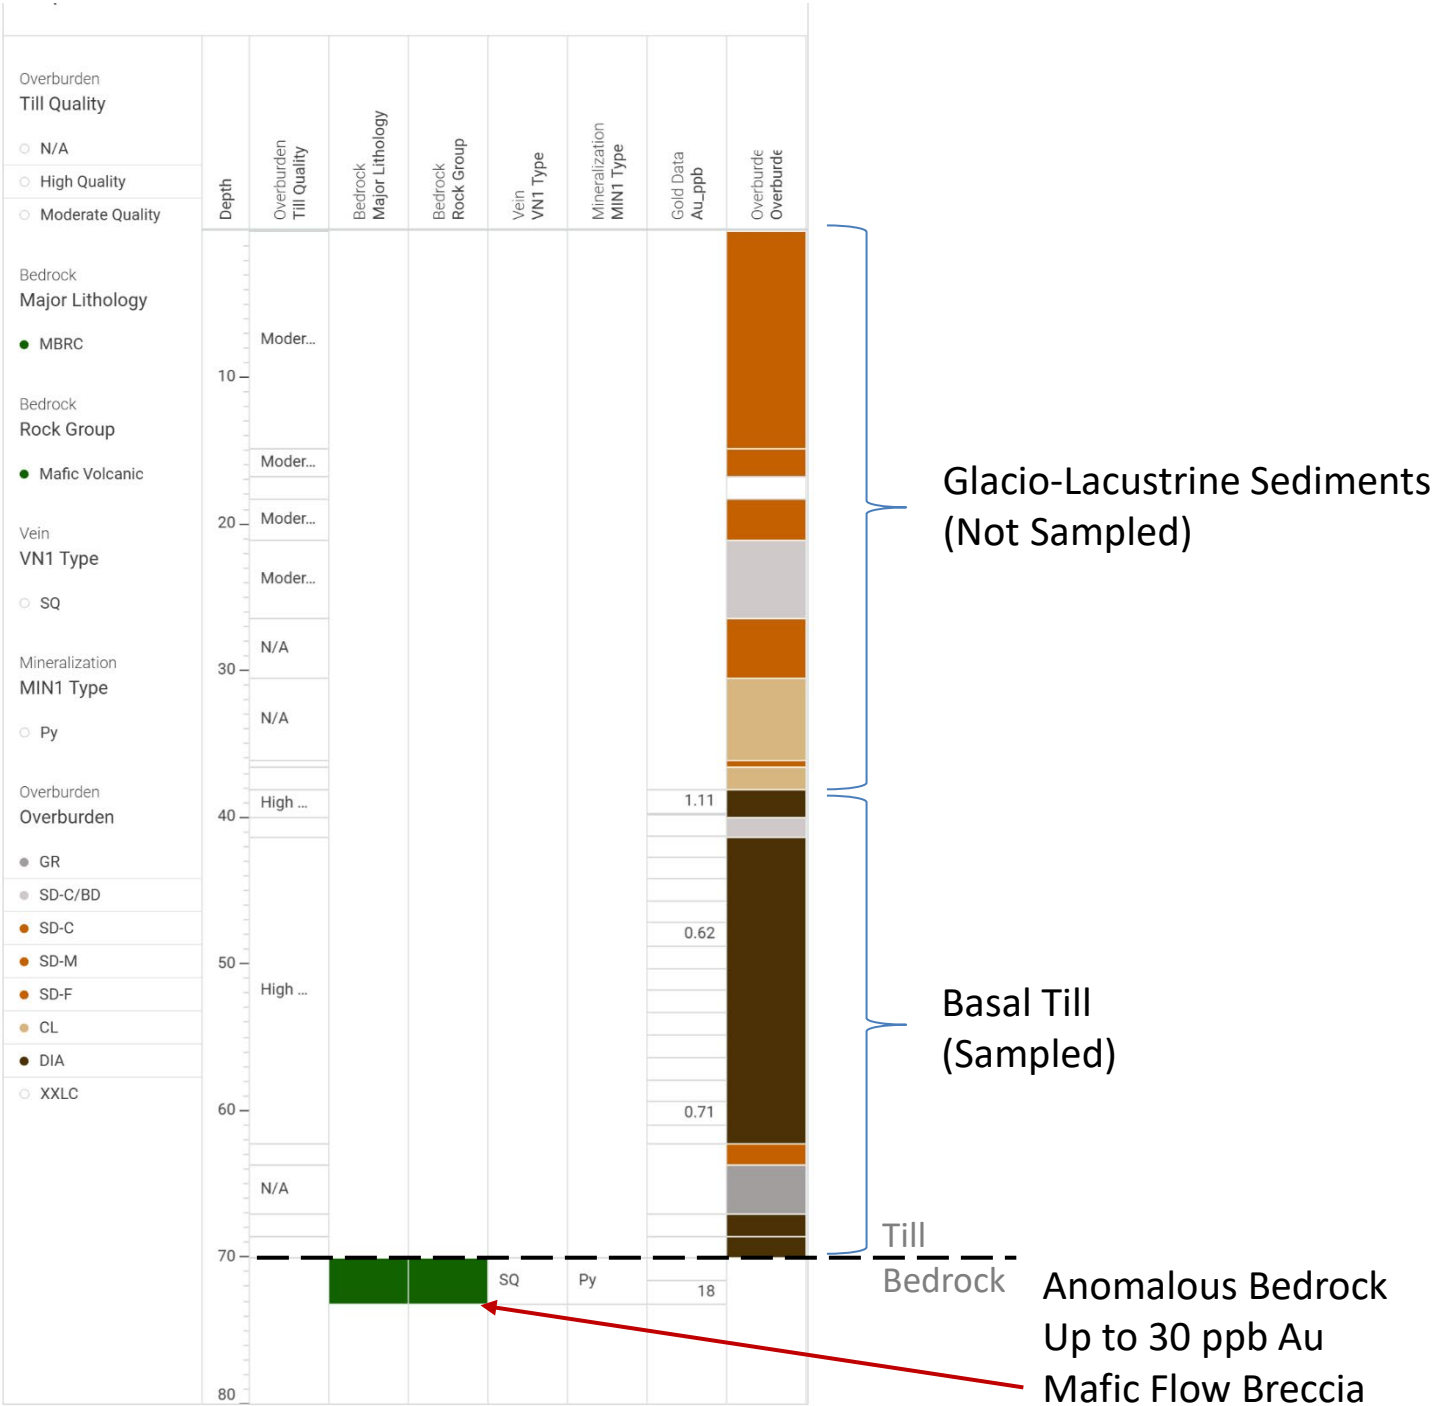 Overburden
Till Quality
N/A
High Quality
Moderate Quality
Bedrock
Major Lithology
MBRC
Bedrock
Rock Group
Mafic Volcanic
Vein
VN1 Type
SQ
Mineralization
MIN1 Type
Py
Overburden
Overburden
GR
SD-C/BD
SD-C
SD-M
SD-F
CL
DIA
XXLC
Depth
Overburden
Till Quality
Bedrock
Major Lithology
Bedrock
Rock Group
Vein
VN1 Type
Mineralization
MIN1 Type
Gold Data
Au_ppb
Overburde
Overburde
10
20
30
40
50
60
70
80
Moder...
Moder...
Moder...
Moder...
N/A
N/A
High ...
High ...
N/A
SQ
Py
1.11
0.62
0.71
18
Glacio-Lacustrine Sediments
(Not Sampled)
Basal Till
(Sampled)
Till
Bedrock
Anomalous Bedrock
Up to 30 ppb Au
Mafic Flow Breccia